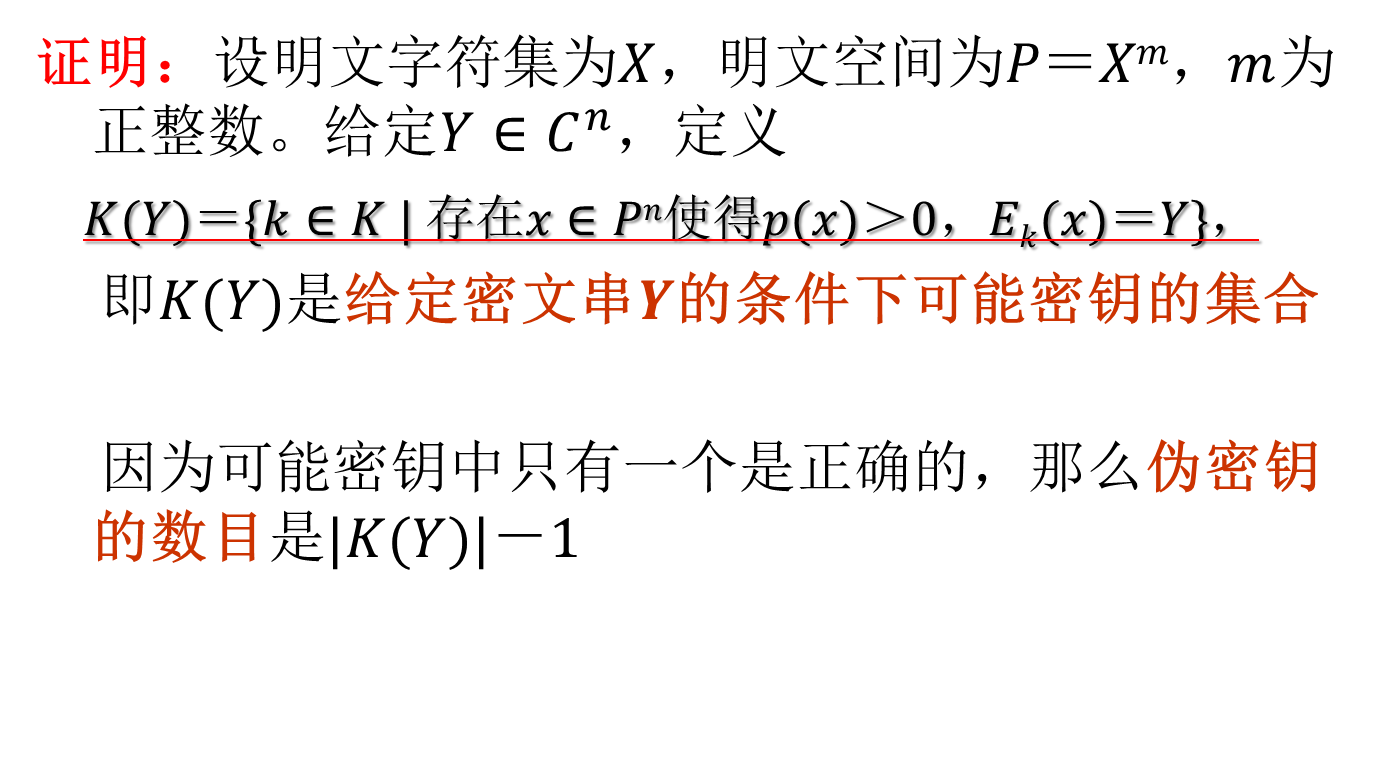 证明：设明文字符集为X，明文空间为P＝Xᵐ，m为
正整数。给定Y ∈ Cⁿ，定义
K(Y)＝{k ∈ K | 存在x ∈ Pⁿ使得p(x)＞0，Eₖ(x)＝Y}，
即K(Y)是给定密文串Y的条件下可能密钥的集合
因为可能密钥中只有一个是正确的，那么伪密钥
的数目是|K(Y)|－1